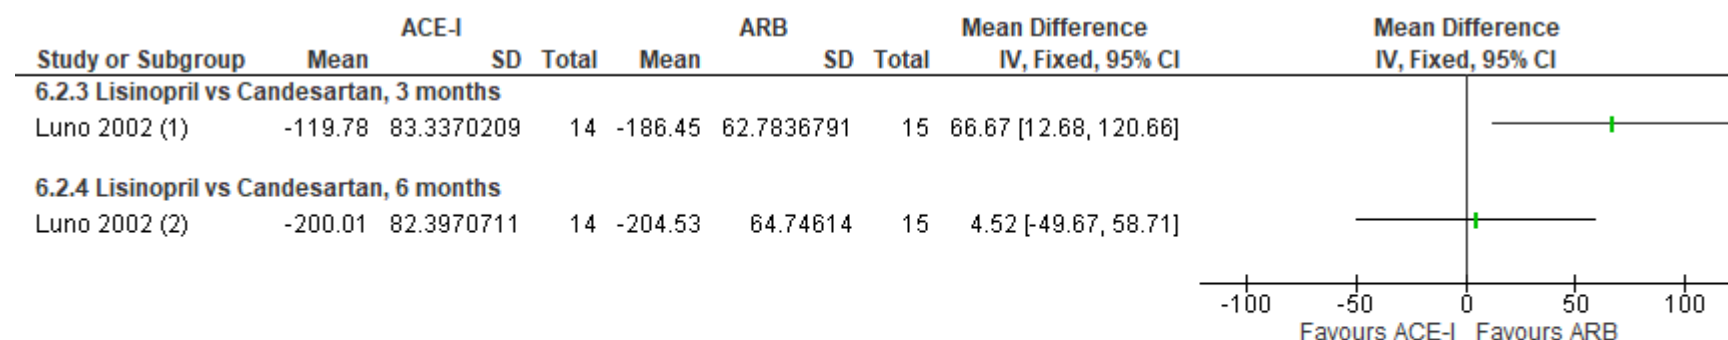 ACE-I ARB Mean Difference Mean Difference
Study or Subgroup Mean SD Total Mean SD Total IV, Fixed, 95% CI IV, Fixed, 95% CI
6.2.3 Lisinopril vs Candesartan, 3 months
Luno 2002 (1) -119.78 83.3370209 14 -186.45 62.7836791 15 66.67 [12.68, 120.66]
6.2.4 Lisinopril vs Candesartan, 6 months
Luno 2002 (2) -200.01 82.3970711 14 -204.53 64.74614 15 4.52 [-49.67, 58.71]
-100 -50 0 50 100
Favours ACE-I Favours ARB